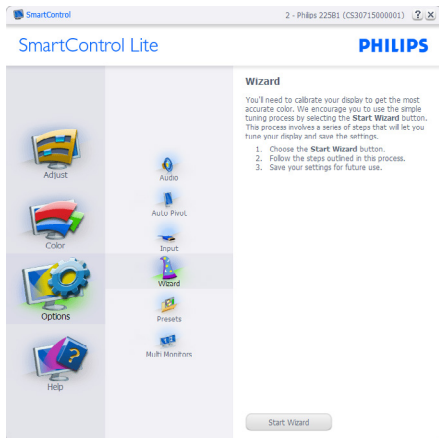 SmartControl
2 - Philips 225B1 (CS30715000001)
? X
SmartControl Lite
PHILIPS
Adjust
Color
Options
Help
Audio
Auto Pivot
Input
Wizard
Presets
Multi Monitors
Wizard
You'll need to calibrate your display to get the most
accurate color. We encourage you to use the simple
tuning process by selecting the Start Wizard button.
This process involves a series of steps that will let you
tune your display and save the settings.
1. Choose the Start Wizard button.
2. Follow the steps outlined in this process.
3. Save your settings for future use.
Start Wizard